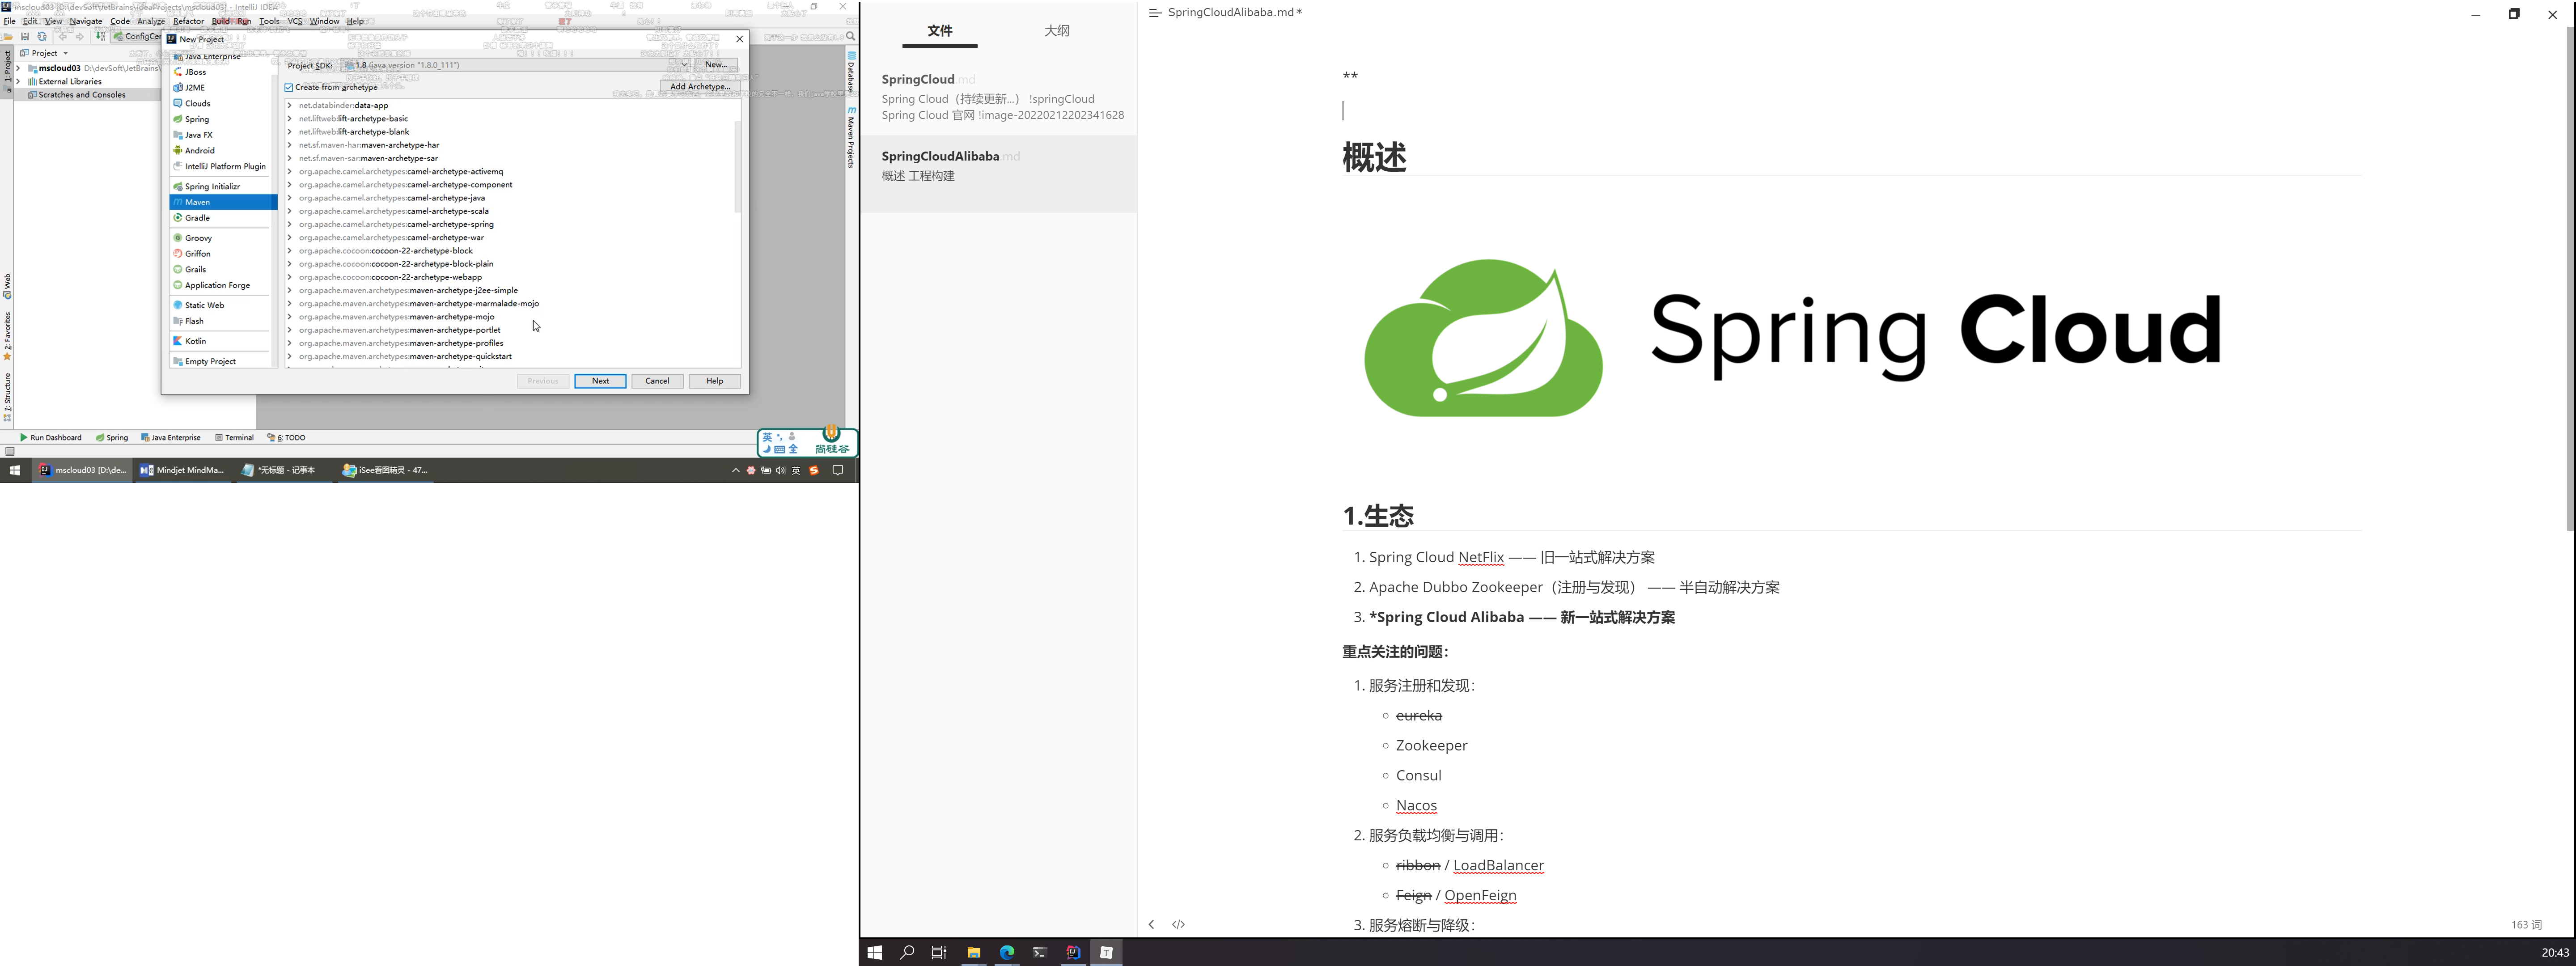 mscloud03 [D:\devSoft\JetBrains\IdeaProjects\mscloud03] - IntelliJ IDEA
File Edit View Navigate Code Analyze Refactor Build Run Tools VCS Window Help
Project
mscloud03 D:\devSoft\JetBrains\
External Libraries
Scratches and Consoles
1: Project
Web
2: Favorites
7: Structure
New Project
Java Enterprise
JBoss
J2ME
Clouds
Spring
Java FX
Android
IntelliJ Platform Plugin
Spring Initializr
Maven
Gradle
Groovy
Griffon
Grails
Application Forge
Static Web
Flash
Kotlin
Empty Project
Project SDK: 1.8 (java version "1.8.0_111") New...
Create from archetype Add Archetype...
net.databinder:data-app
net.liftweb:lift-archetype-basic
net.liftweb:lift-archetype-blank
net.sf.maven-har:maven-archetype-har
net.sf.maven-sar:maven-archetype-sar
org.apache.camel.archetypes:camel-archetype-activemq
org.apache.camel.archetypes:camel-archetype-component
org.apache.camel.archetypes:camel-archetype-java
org.apache.camel.archetypes:camel-archetype-scala
org.apache.camel.archetypes:camel-archetype-spring
org.apache.camel.archetypes:camel-archetype-war
org.apache.cocoon:cocoon-22-archetype-block
org.apache.cocoon:cocoon-22-archetype-block-plain
org.apache.cocoon:cocoon-22-archetype-webapp
org.apache.maven.archetypes:maven-archetype-j2ee-simple
org.apache.maven.archetypes:maven-archetype-marmalade-mojo
org.apache.maven.archetypes:maven-archetype-mojo
org.apache.maven.archetypes:maven-archetype-portlet
org.apache.maven.archetypes:maven-archetype-profiles
org.apache.maven.archetypes:maven-archetype-quickstart
Previous Next Cancel Help
Database
Maven Projects
Run Dashboard Spring Java Enterprise Terminal 6: TODO
英
全 尚硅谷
mscloud03 [D:\de... Mindjet MindMa... *无标题 - 记事本 iSee看图精灵 - 47...
英
文件 大纲
SpringCloud.md
Spring Cloud（持续更新...） !springCloud
Spring Cloud 官网 !image-20220212202341628
SpringCloudAlibaba.md
概述 工程构建
SpringCloudAlibaba.md *
**
概述
Spring Cloud
1.生态
1. Spring Cloud NetFlix —— 旧一站式解决方案
2. Apache Dubbo Zookeeper（注册与发现） —— 半自动解决方案
3. *Spring Cloud Alibaba —— 新一站式解决方案
重点关注的问题：
1. 服务注册和发现：
eureka
Zookeeper
Consul
Nacos
2. 服务负载均衡与调用：
ribbon / LoadBalancer
Feign / OpenFeign
3. 服务熔断与降级：
163 词
20:43